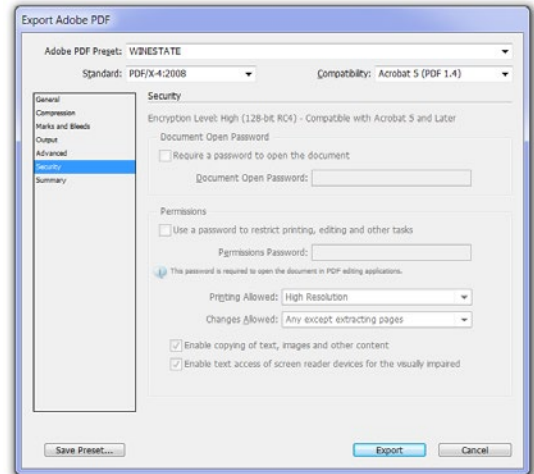 Export Adobe PDF
Adobe PDF Preset: WINESTATE
Standard: PDF/X-4:2008 Compatibility: Acrobat 5 (PDF 1.4)
General
Compression
Marks and Bleeds
Output
Advanced
Security
Summary
Security
Encryption Level: High (128-bit RC4) - Compatible with Acrobat 5 and Later
Document Open Password
Require a password to open the document
Document Open Password:
Permissions
Use a password to restrict printing, editing and other tasks
Permissions Password:
This password is required to open the document in PDF editing applications.
Printing Allowed: High Resolution
Changes Allowed: Any except extracting pages
Enable copying of text, images and other content
Enable text access of screen reader devices for the visually impaired
Save Preset... Export Cancel